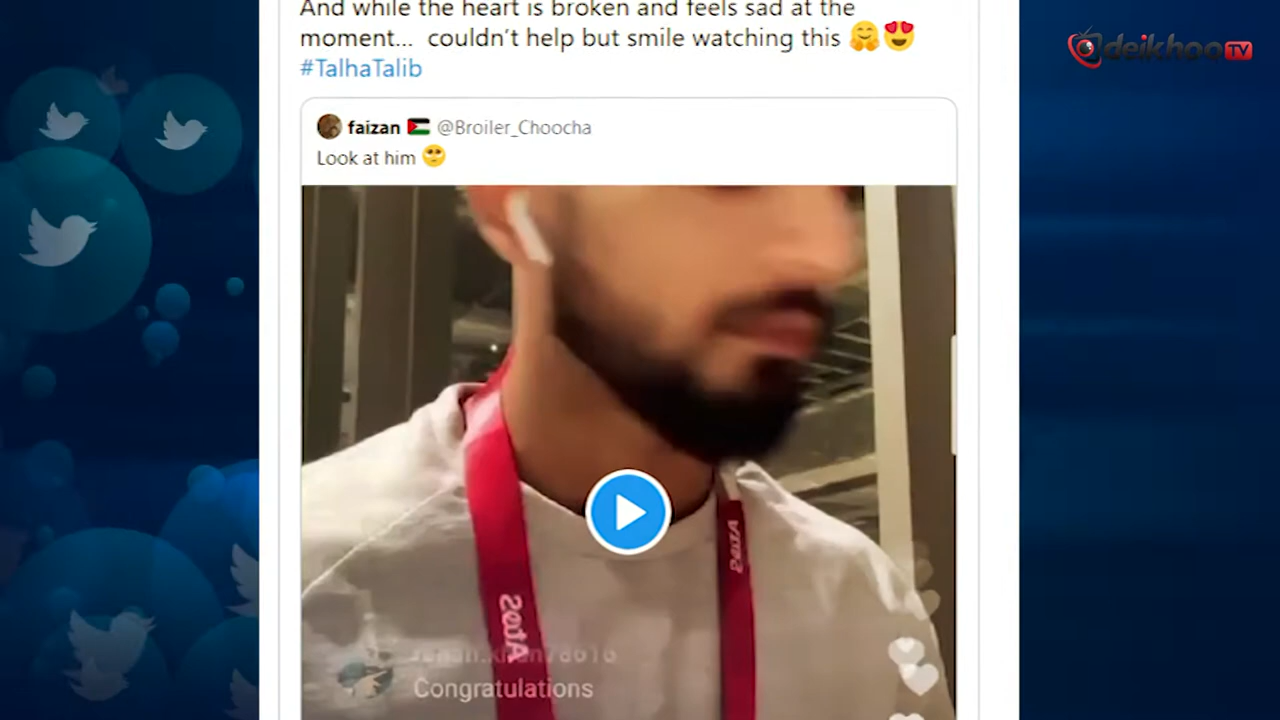 And while the heart is broken and feels sad at the
moment... couldn't help but smile watching this 🤗😍
#TalhaTalib
deikhoo TV
faizan 🇵🇸 @Broiler_Choocha
Look at him 🙄
Congratulations